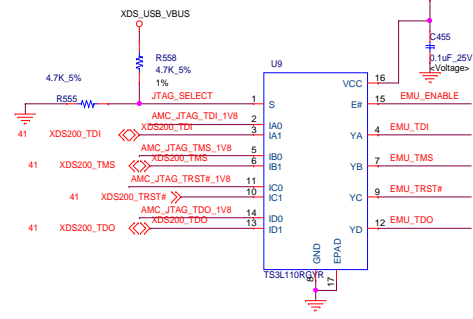 XDS_USB_VBUS
C455
0.1uF_25V
<Voltage>
R558
4.7K_5%
1%
4.7K_5%
R555
U9
JTAG_SELECT
1
S
VCC
16
E#
15
EMU_ENABLE
AMC_JTAG_TDI_1V8
2
IA0
41
XDS200_TDI
XDS200_TDI
3
IA1
YA
4
EMU_TDI
AMC_JTAG_TMS_1V8
5
IB0
41
XDS200_TMS
XDS200_TMS
6
IB1
YB
7
EMU_TMS
AMC_JTAG_TRST#_1V8
11
IC0
41
XDS200_TRST#
10
IC1
YC
9
EMU_TRST#
AMC_JTAG_TDO_1V8
14
ID0
41
XDS200_TDO
XDS200_TDO
13
ID1
YD
12
EMU_TDO
GND
EPAD
TS3L110RGYR
8
17